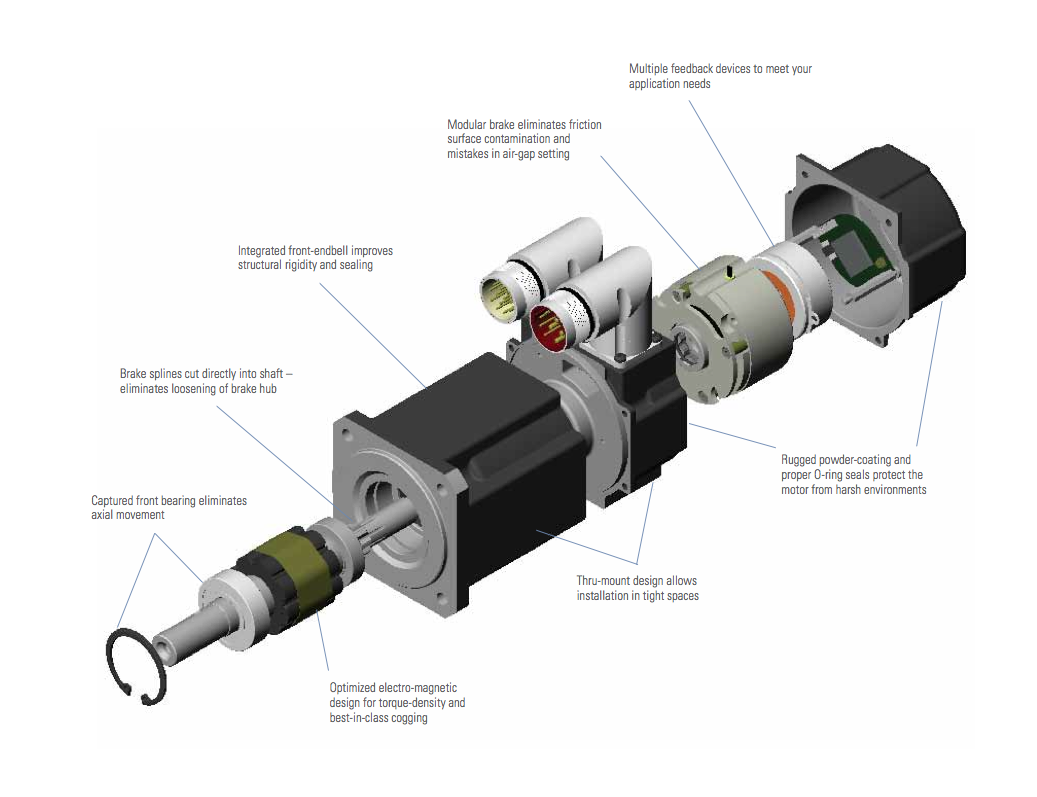 Multiple feedback devices to meet your
application needs
Modular brake eliminates friction
surface contamination and
mistakes in air-gap setting
Integrated front-endbell improves
structural rigidity and sealing
Brake splines cut directly into shaft –
eliminates loosening of brake hub
Rugged powder-coating and
proper O-ring seals protect the
motor from harsh environments
Captured front bearing eliminates
axial movement
Thru-mount design allows
installation in tight spaces
Optimized electro-magnetic
design for torque-density and
best-in-class cogging